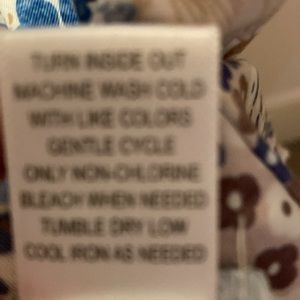 TURN INSIDE OUT
MACHINE WASH COLD
WITH LIKE COLORS
GENTLE CYCLE
ONLY NON-CHLORINE
BLEACH WHEN NEEDED
TUMBLE DRY LOW
COOL IRON AS NEEDED